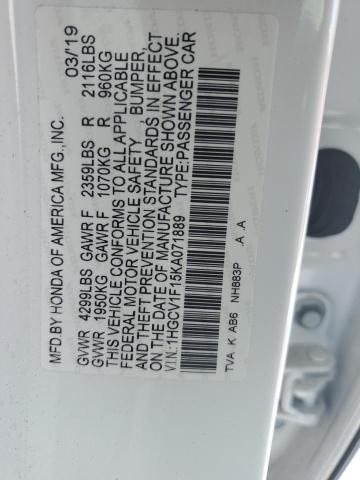 MFD.BY HONDA OF AMERICA MFG.,INC. 03/19
GVWR 4299LBS GAWR F 2359LBS R 2116LBS
GVWR 1950KG GAWR F 1070KG R 960KG
THIS VEHICLE CONFORMS TO ALL APPLICABLE
FEDERAL MOTOR VEHICLE SAFETY, BUMPER,
AND THEFT PREVENTION STANDARDS IN EFFECT
ON THE DATE OF MANUFACTURE SHOWN ABOVE.
V.I.N.:1HGCV1F15KA071889 TYPE:PASSENGER CAR
TVA K AB6 NH883P .A .A